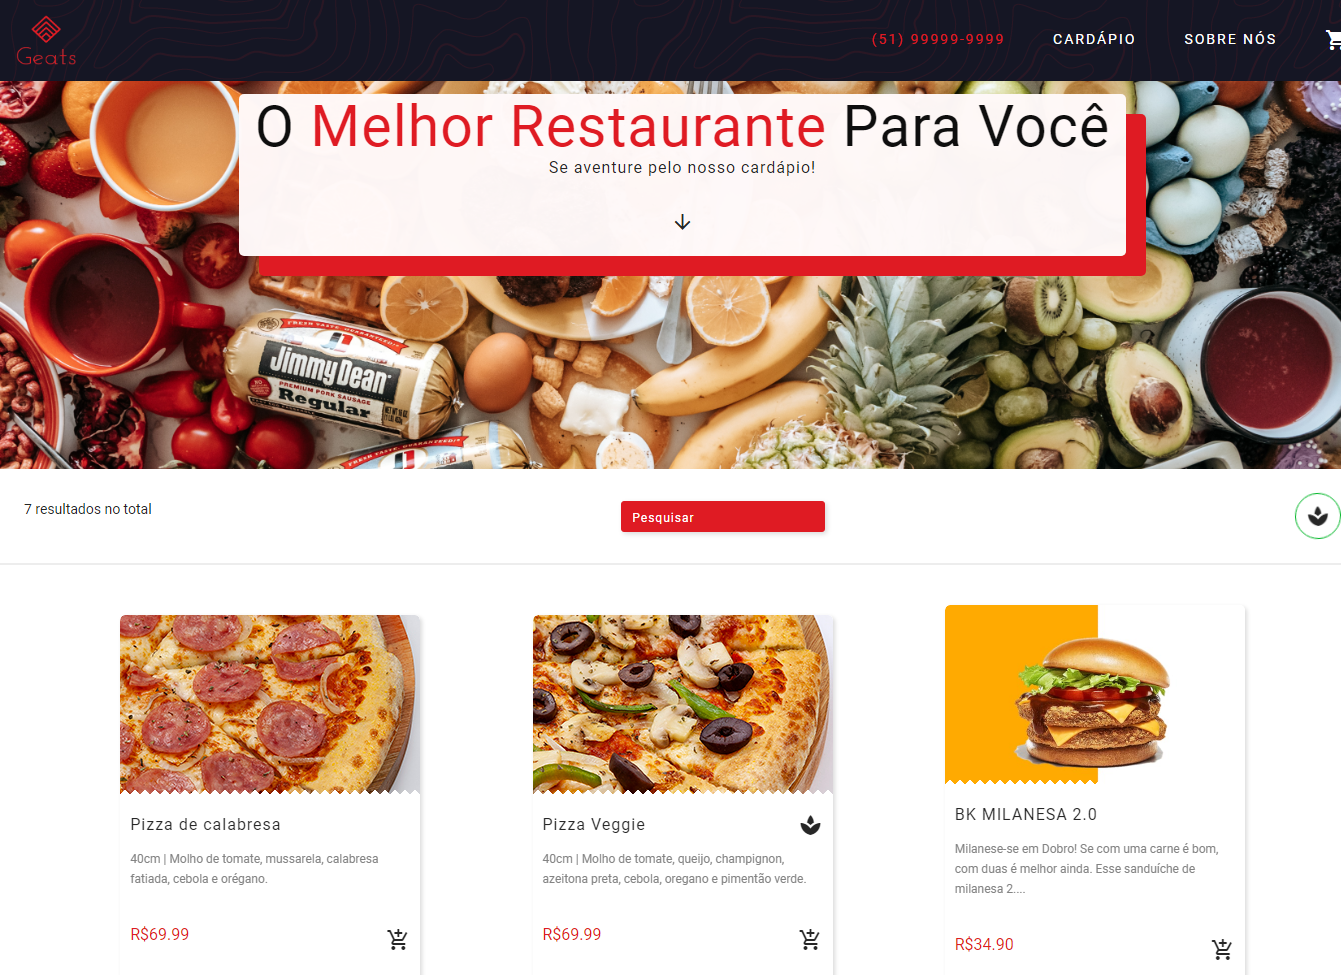 Geats
(51) 99999-9999
CARDÁPIO
SOBRE NÓS
O Melhor Restaurante Para Você
Se aventure pelo nosso cardápio!
FRESH TASTE. GUARANTEED!
Jimmy Dean
PREMIUM PORK SAUSAGE
Regular
7 resultados no total
Pesquisar
Pizza de calabresa
40cm | Molho de tomate, mussarela, calabresa
fatiada, cebola e orégano.
R$69.99
Pizza Veggie
40cm | Molho de tomate, queijo, champignon,
azeitona preta, cebola, oregano e pimentão verde.
R$69.99
BK MILANESA 2.0
Milanese-se em Dobro! Se com uma carne é bom,
com duas é melhor ainda. Esse sanduíche de
milanesa 2....
R$34.90